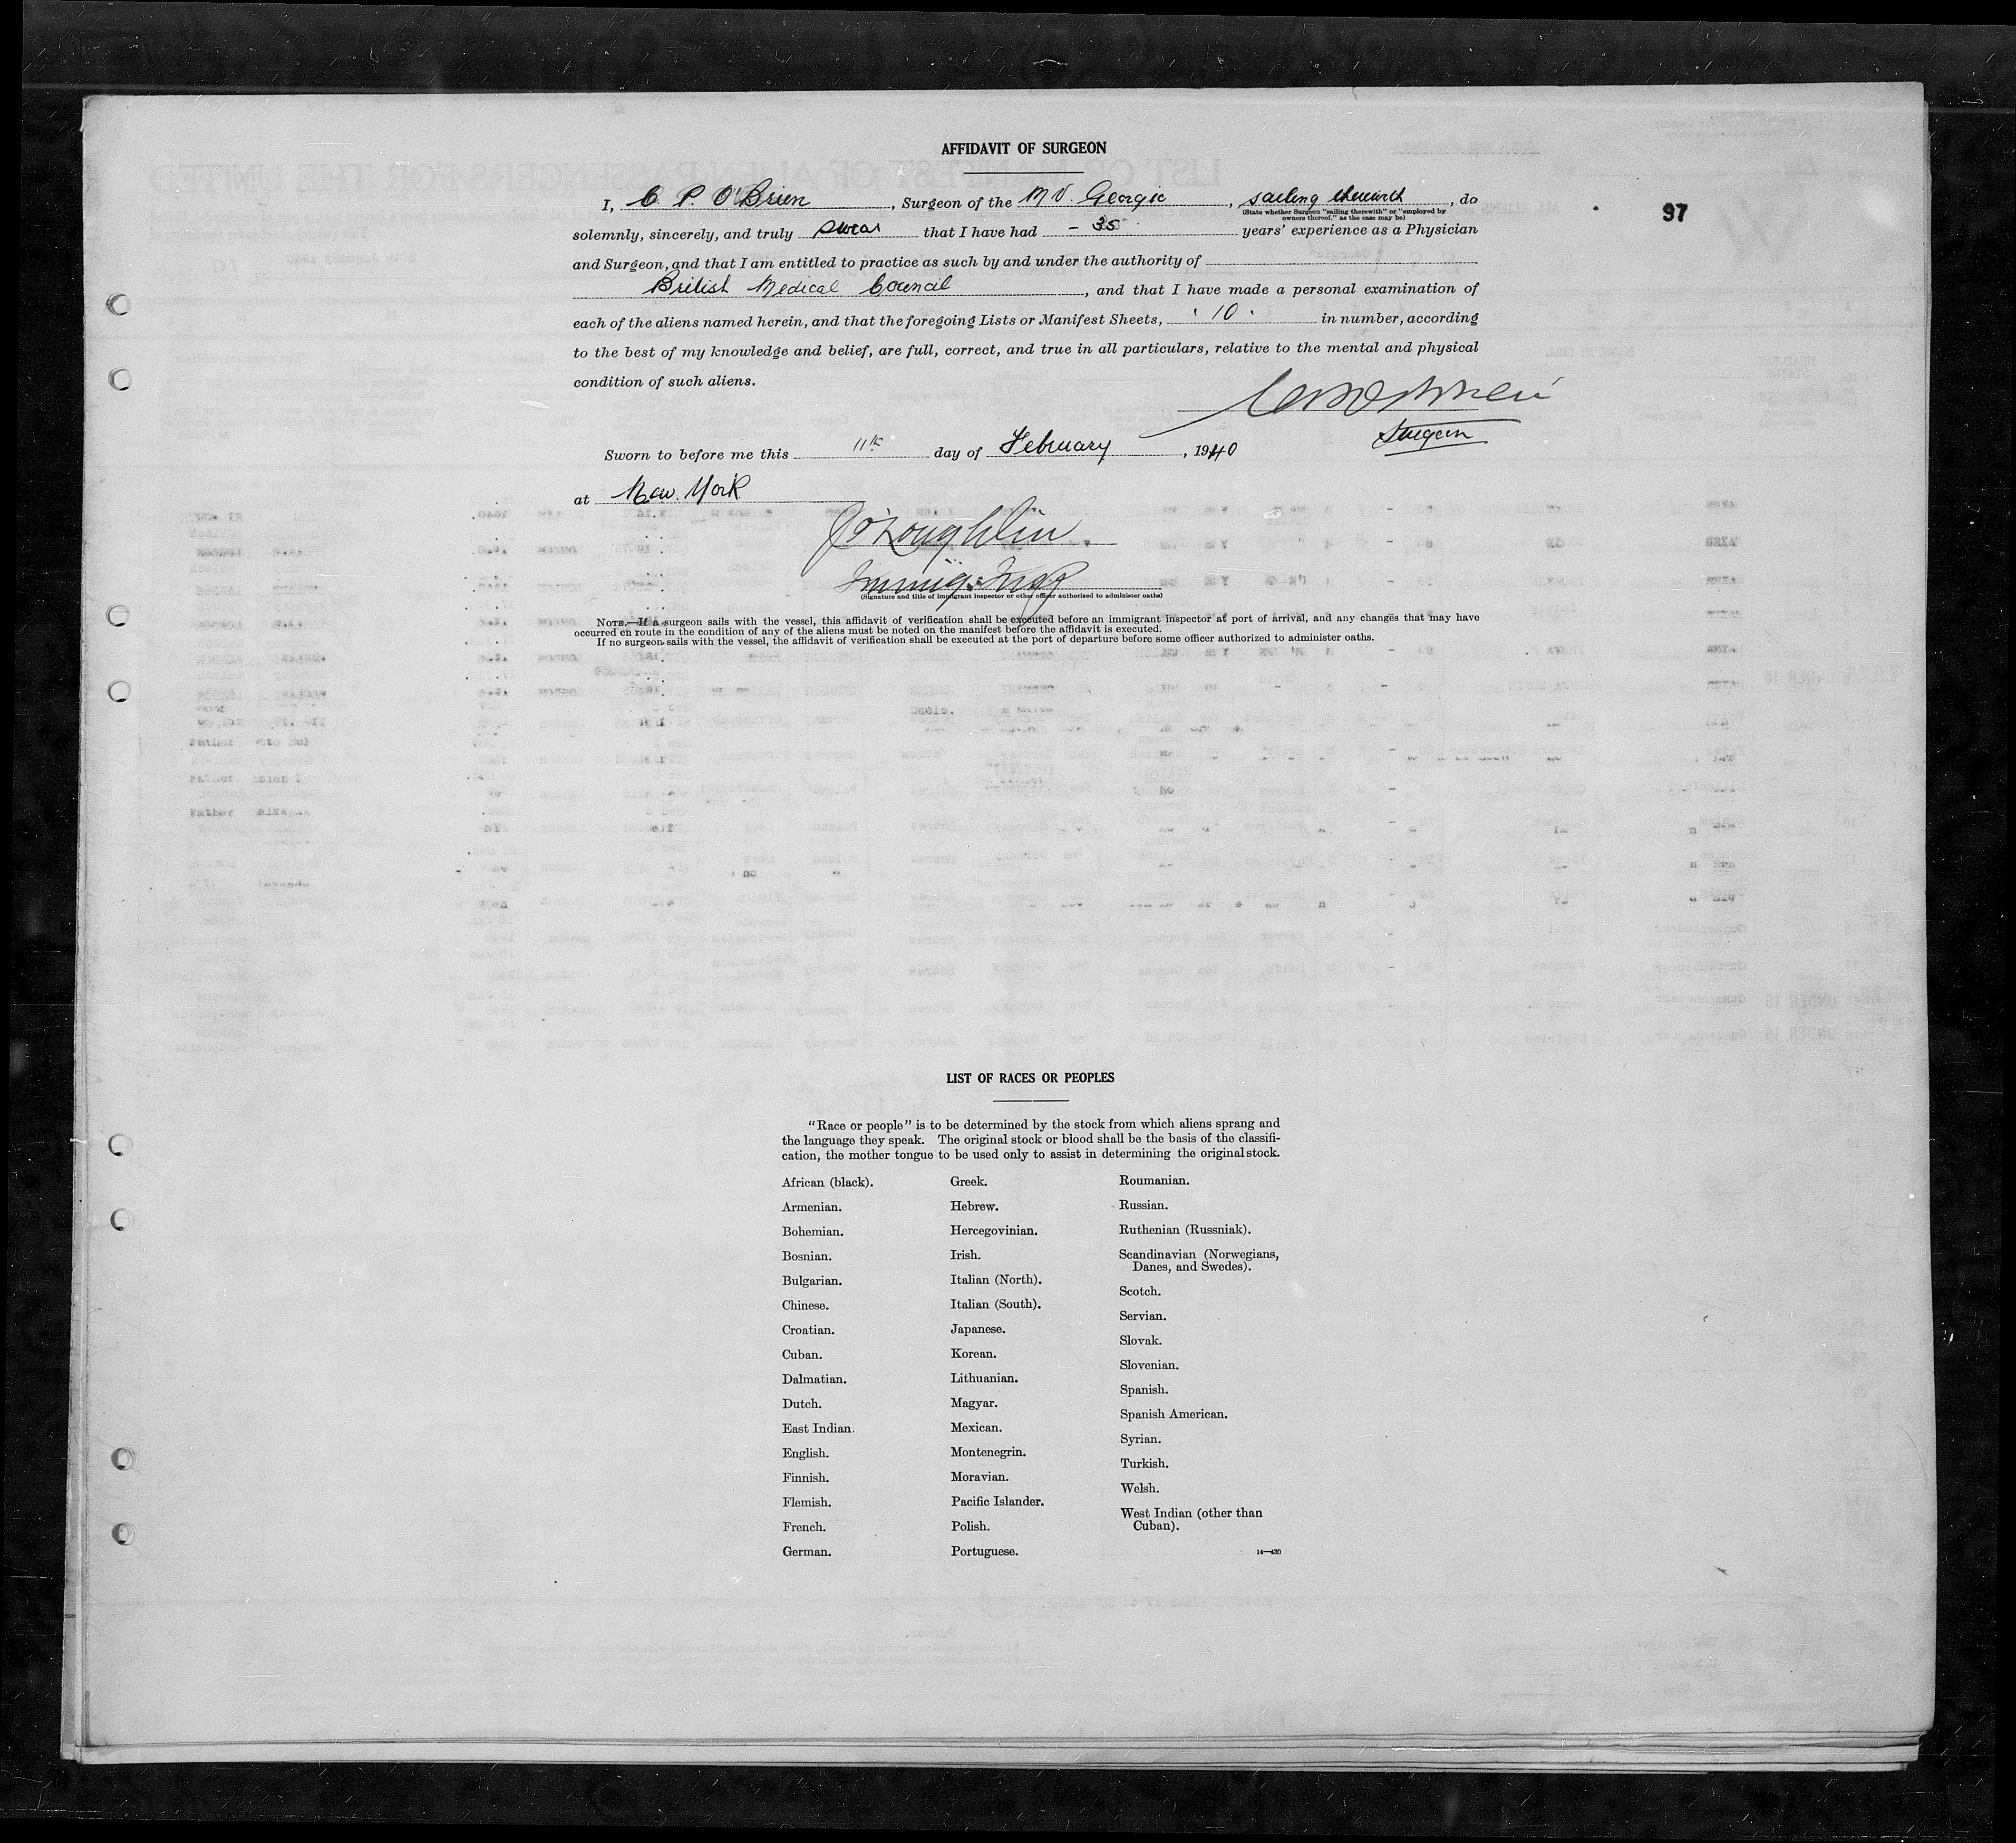 AFFIDAVIT OF SURGEON
I, C. P. O'Brien, Surgeon of the M V. Georgic, sailing therewith, do
(State whether Surgeon "sailing therewith" or "employed by
owners thereof," as the case may be)
97
solemnly, sincerely, and truly swear that I have had - 35 years' experience as a Physician
and Surgeon, and that I am entitled to practice as such by and under the authority of
British Medical Council, and that I have made a personal examination of
each of the aliens named herein, and that the foregoing Lists or Manifest Sheets, 10 in number, according
to the best of my knowledge and belief, are full, correct, and true in all particulars, relative to the mental and physical
condition of such aliens.
Surgeon
Sworn to before me this 11th day of February, 1940
at New York
J O'Loughlin
Immig. Insp
(Signature and title of immigrant inspector or other officer authorized to administer oaths)
NOTE.—If a surgeon sails with the vessel, this affidavit of verification shall be executed before an immigrant inspector at port of arrival, and any changes that may have
occurred en route in the condition of any of the aliens must be noted on the manifest before the affidavit is executed.
If no surgeon sails with the vessel, the affidavit of verification shall be executed at the port of departure before some officer authorized to administer oaths.
LIST OF RACES OR PEOPLES
"Race or people" is to be determined by the stock from which aliens sprang and
the language they speak. The original stock or blood shall be the basis of the classifi-
cation, the mother tongue to be used only to assist in determining the original stock.
African (black).
Armenian.
Bohemian.
Bosnian.
Bulgarian.
Chinese.
Croatian.
Cuban.
Dalmatian.
Dutch.
East Indian.
English.
Finnish.
Flemish.
French.
German.
Greek.
Hebrew.
Hercegovinian.
Irish.
Italian (North).
Italian (South).
Japanese.
Korean.
Lithuanian.
Magyar.
Mexican.
Montenegrin.
Moravian.
Pacific Islander.
Polish.
Portuguese.
Roumanian.
Russian.
Ruthenian (Russniak).
Scandinavian (Norwegians,
Danes, and Swedes).
Scotch.
Servian.
Slovak.
Slovenian.
Spanish.
Spanish American.
Syrian.
Turkish.
Welsh.
West Indian (other than
Cuban).
14—430